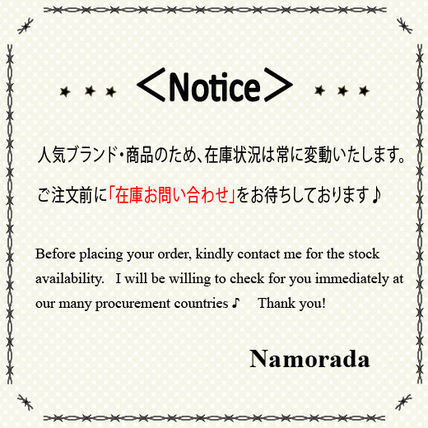 ★ ★ ★ ＜Notice＞ ★ ★ ★
人気ブランド・商品のため、在庫状況は常に変動いたします。
ご注文前に「在庫お問い合わせ」をお待ちしております♪
Before placing your order, kindly contact me for the stock
availability. I will be willing to check for you immediately at
our many procurement countries ♪ Thank you!
Namorada